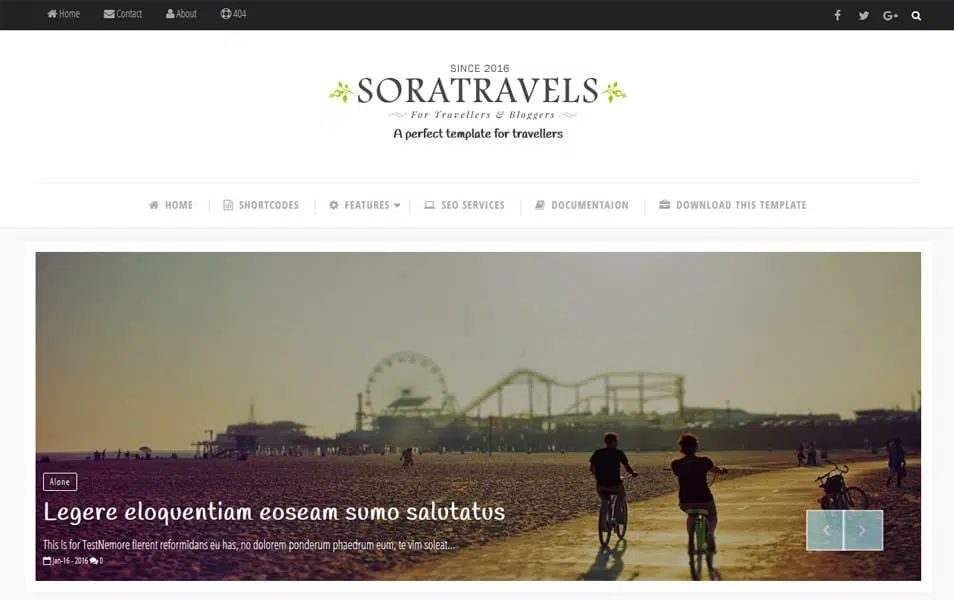 Home Contact About 404
SINCE 2016
SORATRAVELS
For Travellers & Bloggers
A perfect template for travellers
HOME SHORTCODES FEATURES SEO SERVICES DOCUMENTAION DOWNLOAD THIS TEMPLATE
Alone
Legere eloquentiam eoseam sumo salutatus
This is for TestNemore fierent reformidans eu has, no dolorem ponderum phaedrum eum, te vim soleat...
Jan-16 - 2016 0